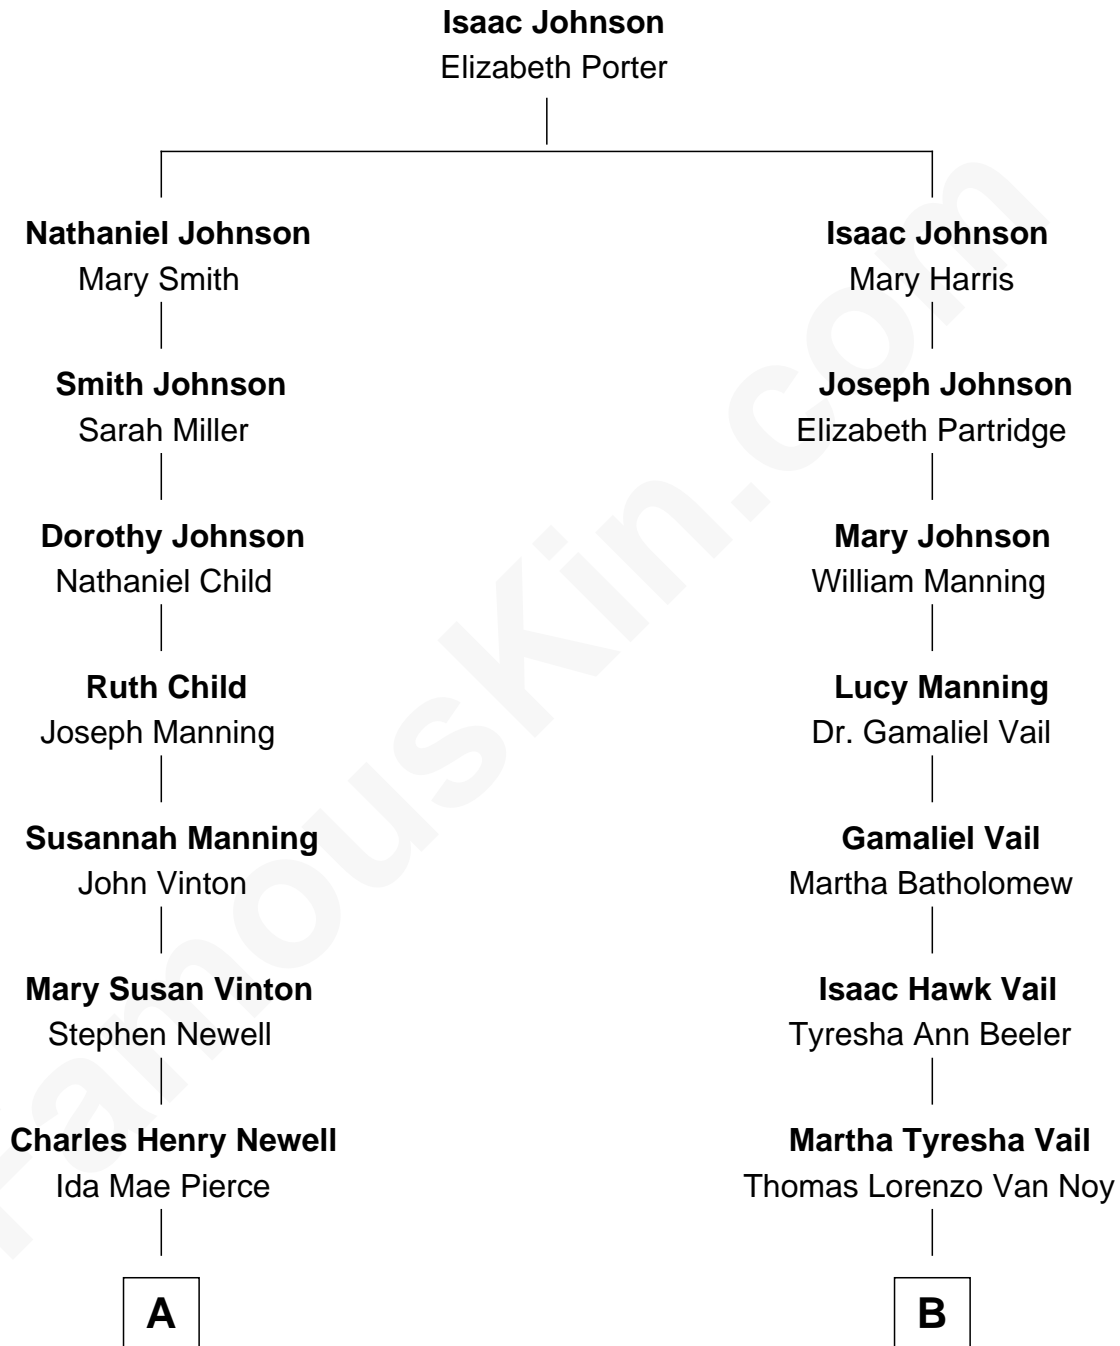 Isaac Johnson
Elizabeth Porter
Nathaniel Johnson
Mary Smith
Isaac Johnson
Mary Harris
Smith Johnson
Sarah Miller
Joseph Johnson
Elizabeth Partridge
Dorothy Johnson
Nathaniel Child
Mary Johnson
William Manning
Ruth Child
Joseph Manning
Lucy Manning
Dr. Gamaliel Vail
Susannah Manning
John Vinton
Gamaliel Vail
Martha Batholomew
Mary Susan Vinton
Stephen Newell
Isaac Hawk Vail
Tyresha Ann Beeler
Charles Henry Newell
Ida Mae Pierce
Martha Tyresha Vail
Thomas Lorenzo Van Noy
A
B
FamousKin.com